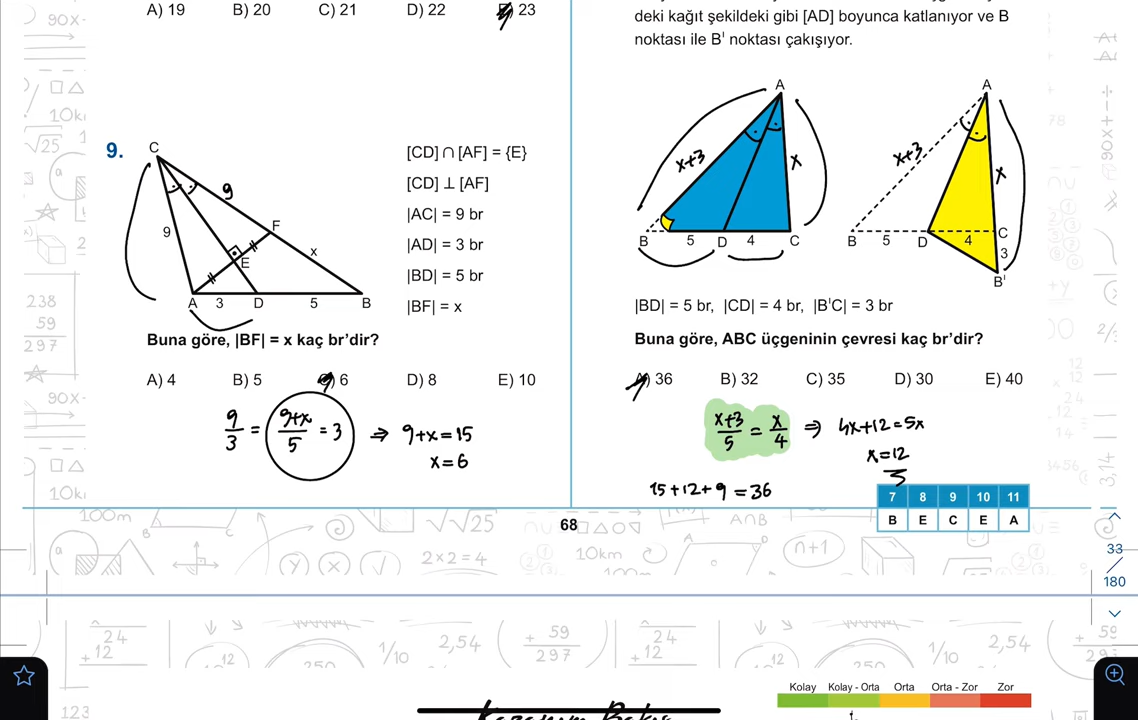 A) 19 B) 20 C) 21 D) 22 E) 23
9.
C
9
9
F
x
E
A 3 D 5 B
[CD] ∩ [AF] = {E}
[CD] ⊥ [AF]
|AC| = 9 br
|AD| = 3 br
|BD| = 5 br
|BF| = x
Buna göre, |BF| = x kaç br'dir?
A) 4 B) 5 C) 6 D) 8 E) 10
9/3 = (9+x)/5 = 3 ⇒ 9+x=15
x=6
deki kağıt şekildeki gibi [AD] boyunca katlanıyor ve B
noktası ile B' noktası çakışıyor.
A
x+3
x
B 5 D 4 C
A
x+3
x
B 5 D 4 C
3
B'
|BD| = 5 br, |CD| = 4 br, |B'C| = 3 br
Buna göre, ABC üçgeninin çevresi kaç br'dir?
A) 36 B) 32 C) 35 D) 30 E) 40
(x+3)/5 = x/4 ⇒ 4x+12=5x
x=12
15+12+9=36
7 8 9 10 11
B E C E A
68
33
180
Kolay Kolay - Orta Orta Orta - Zor Zor